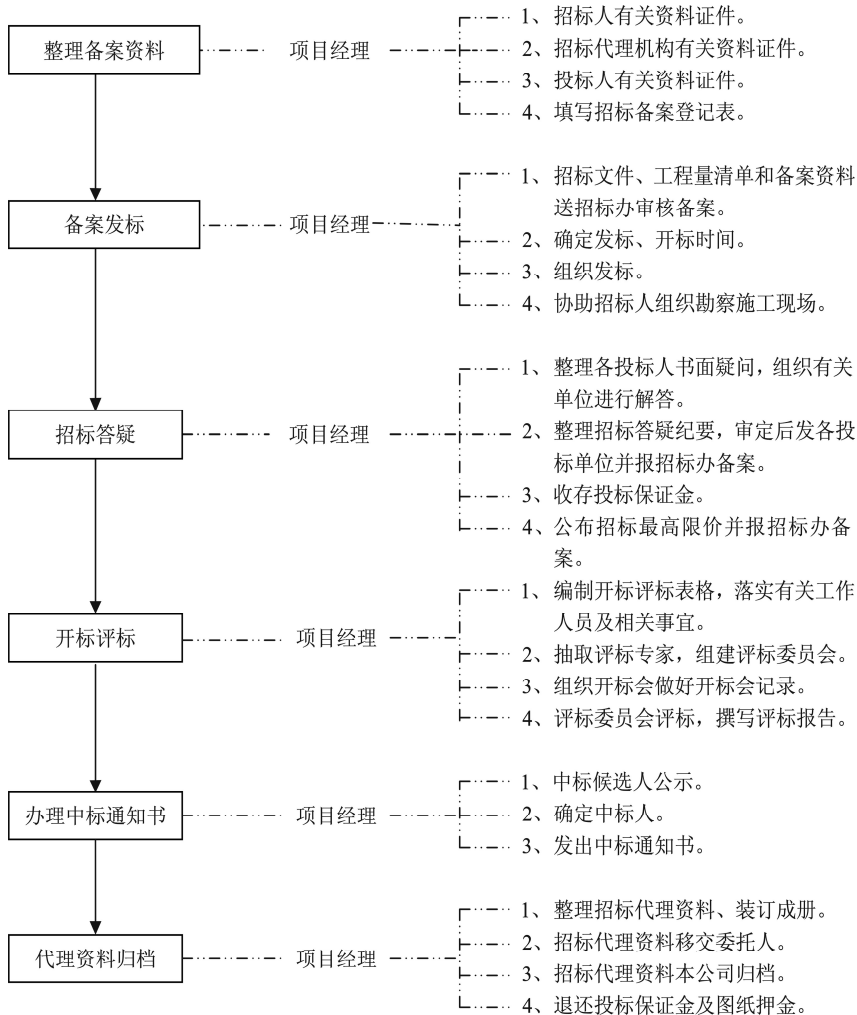 整理备案资料
项目经理
1、招标人有关资料证件。
2、招标代理机构有关资料证件。
3、投标人有关资料证件。
4、填写招标备案登记表。
备案发标
项目经理
1、招标文件、工程量清单和备案资料
送招标办审核备案。
2、确定发标、开标时间。
3、组织发标。
4、协助招标人组织勘察施工现场。
招标答疑
项目经理
1、整理各投标人书面疑问，组织有关
单位进行解答。
2、整理招标答疑纪要，审定后发各投
标单位并报招标办备案。
3、收存投标保证金。
4、公布招标最高限价并报招标办备
案。
开标评标
项目经理
1、编制开标评标表格，落实有关工作
人员及相关事宜。
2、抽取评标专家，组建评标委员会。
3、组织开标会做好开标会记录。
4、评标委员会评标，撰写评标报告。
办理中标通知书
项目经理
1、中标候选人公示。
2、确定中标人。
3、发出中标通知书。
代理资料归档
项目经理
1、整理招标代理资料、装订成册。
2、招标代理资料移交委托人。
3、招标代理资料本公司归档。
4、退还投标保证金及图纸押金。